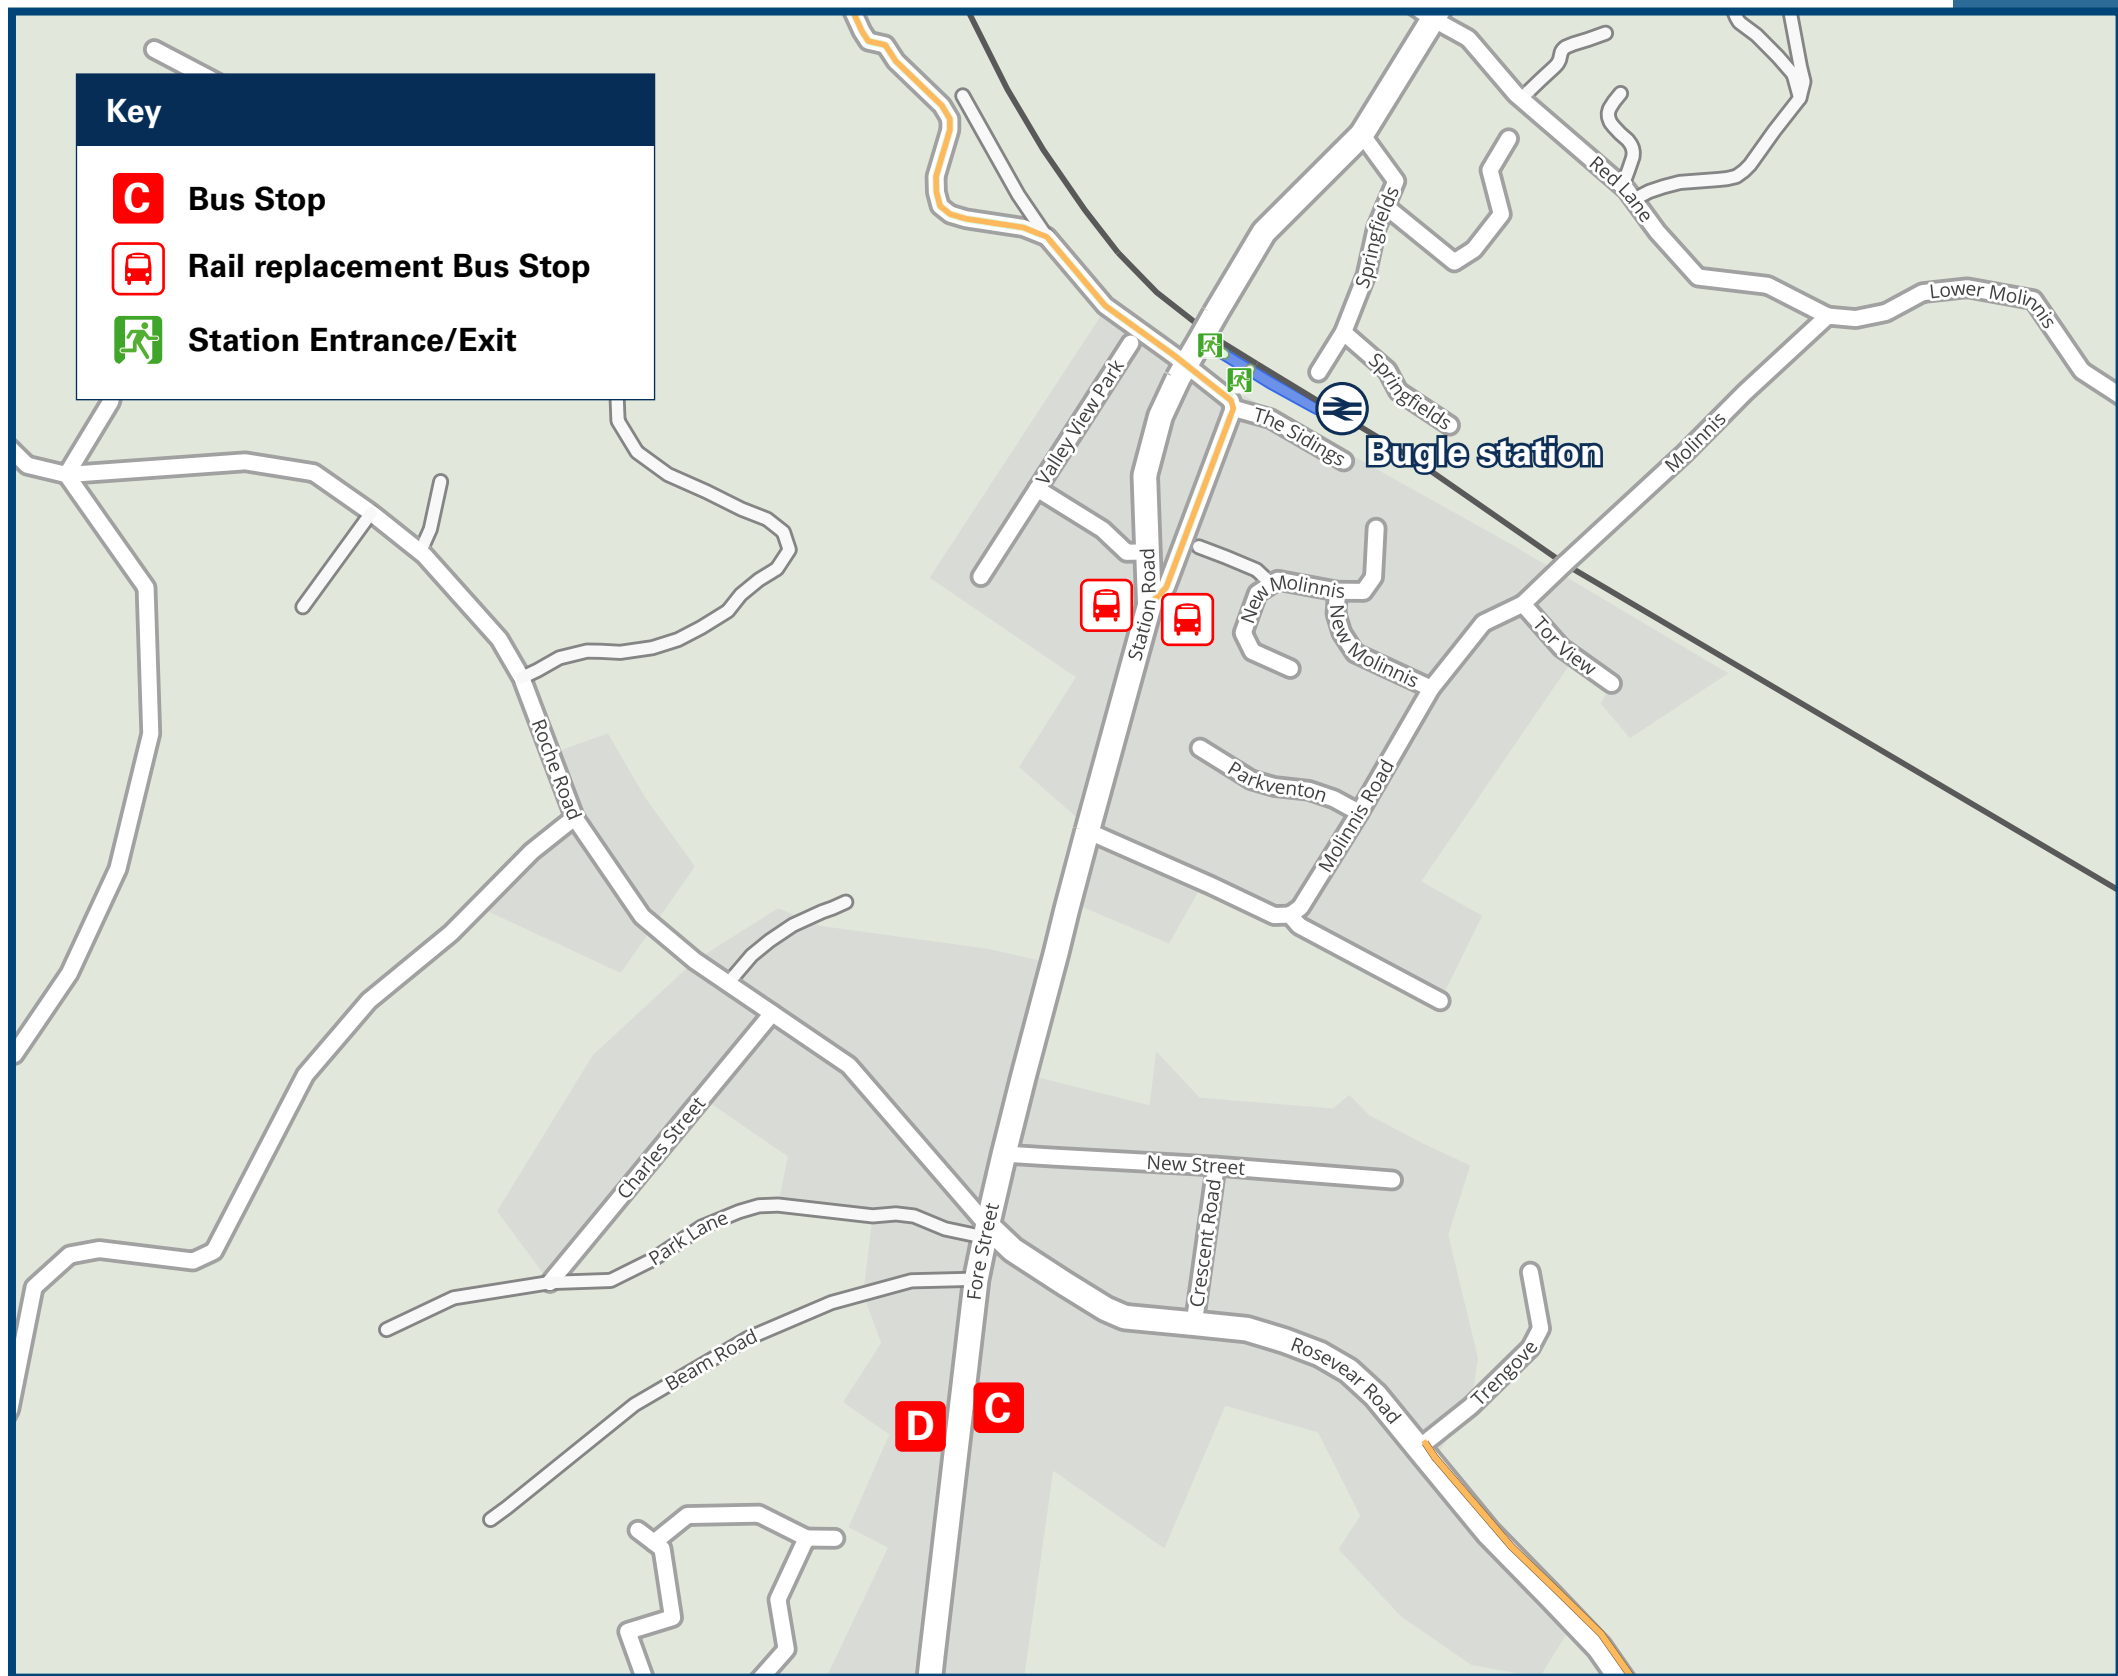 Key
C
Bus Stop
Rail replacement Bus Stop
Station Entrance/Exit
Red Lane
Springfields
Lower Molinnis
Springfields
Valley View Park
The Sidings
Bugle station
Molinnis
Station Road
New Molinnis
New Molinnis
Tor View
Roche Road
Parkventon
Molinnis Road
Charles Street
New Street
Park Lane
Crescent Road
Fore Street
Beam Road
Rosevear Road
Trengove
D
C